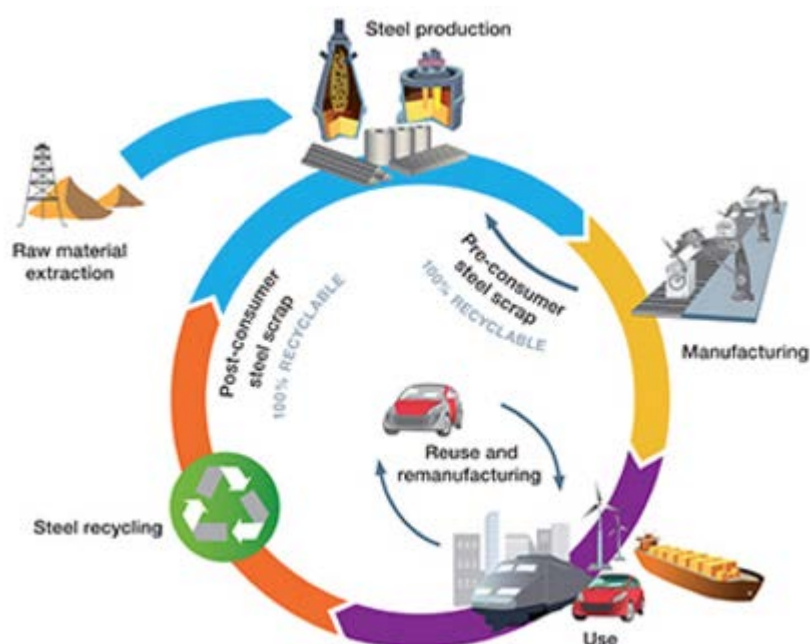 Steel production
Raw material
extraction
Pre-consumer
steel scrap
100% RECYCLABLE
Manufacturing
Post-consumer
steel scrap
100% RECYCLABLE
Reuse and
remanufacturing
Steel recycling
Use